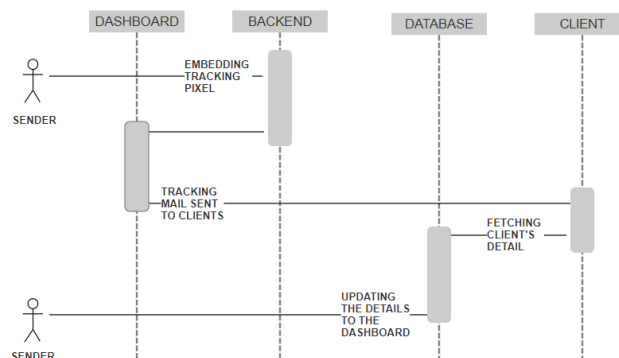 DASHBOARD
BACKEND
DATABASE
CLIENT
EMBEDDING
TRACKING
PIXEL
SENDER
TRACKING
MAIL SENT
TO CLIENTS
FETCHING
CLIENT'S
DETAIL
UPDATING
THE DETAILS
TO THE
DASHBOARD
SENDER